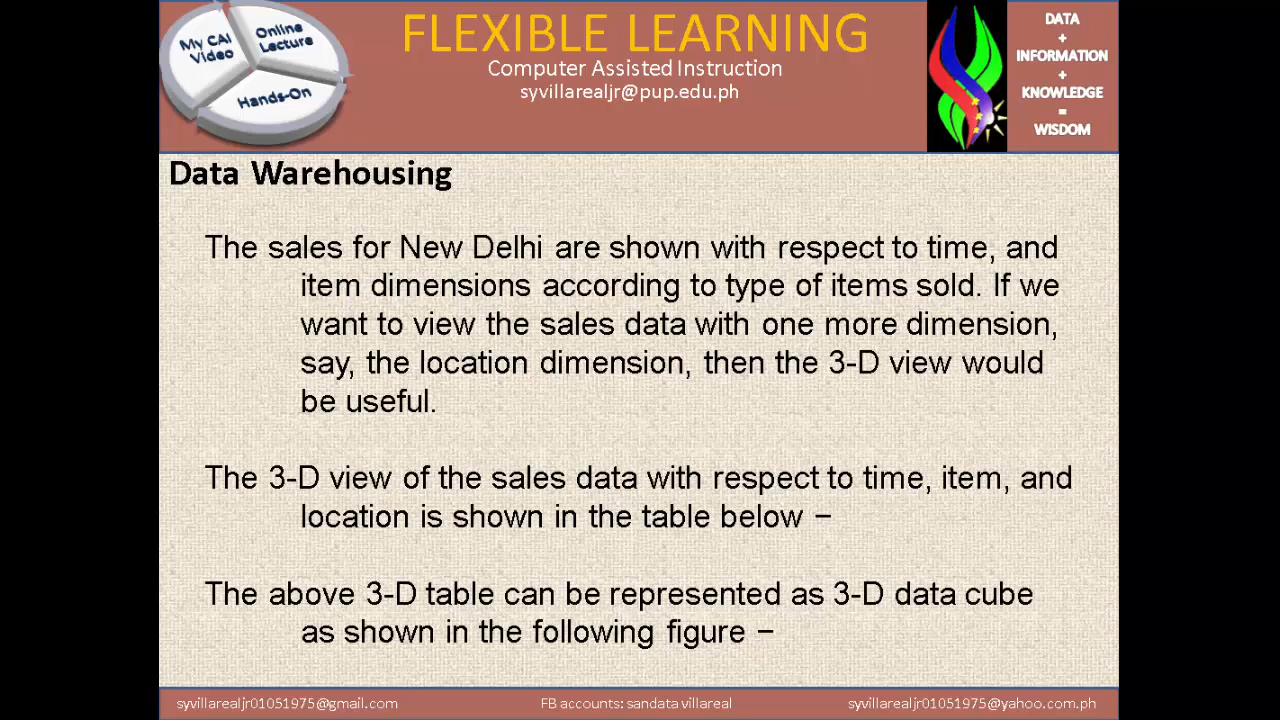 My CAI
Video
Online
Lecture
Hands-On
FLEXIBLE LEARNING
Computer Assisted Instruction
syvillarealjr@pup.edu.ph
DATA
+
INFORMATION
+
KNOWLEDGE
=
WISDOM
Data Warehousing
The sales for New Delhi are shown with respect to time, and
item dimensions according to type of items sold. If we
want to view the sales data with one more dimension,
say, the location dimension, then the 3-D view would
be useful.
The 3-D view of the sales data with respect to time, item, and
location is shown in the table below −
The above 3-D table can be represented as 3-D data cube
as shown in the following figure −
syvillarealjr01051975@gmail.com
FB accounts: sandata villareal
syvillarealjr01051975@yahoo.com.ph